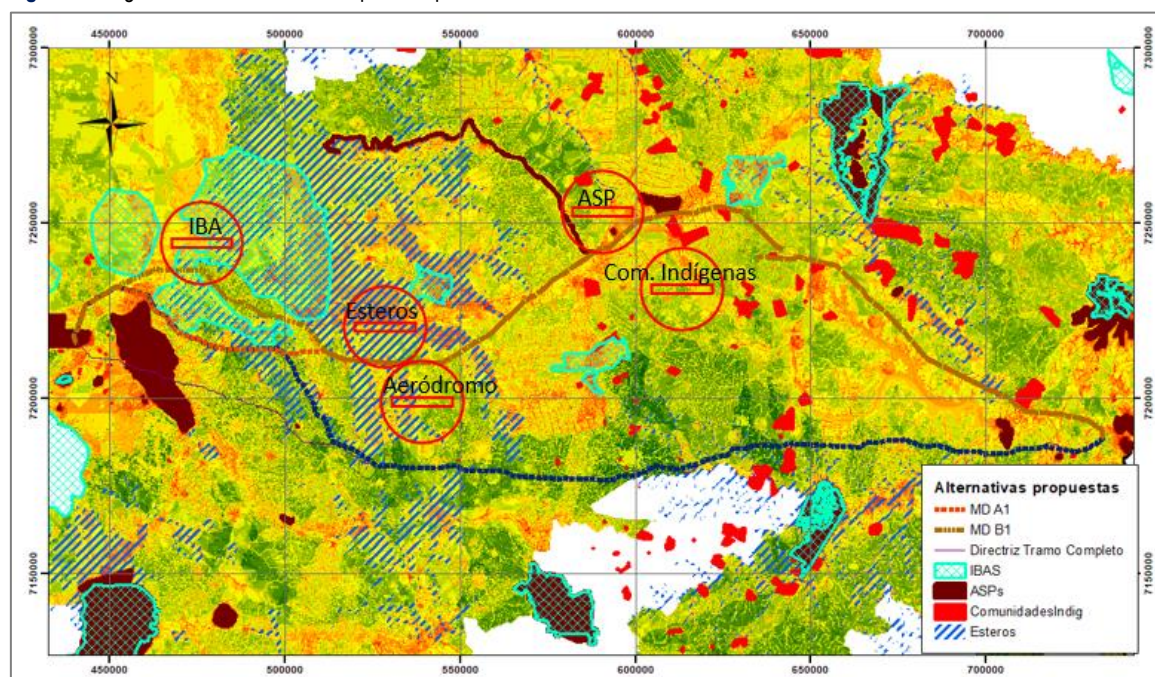 450000 500000 550000 600000 650000 700000
7300000 7300000
N
ASP
7250000 7250000
IBA
Com. Indígenas
Esteros
Aeródromo
7200000 7200000
Alternativas propuestas
MD A1
MD B1
Directriz Tramo Completo
IBAS
ASPs
ComunidadesIndig
Esteros
7150000 7150000
450000 500000 550000 600000 650000 700000